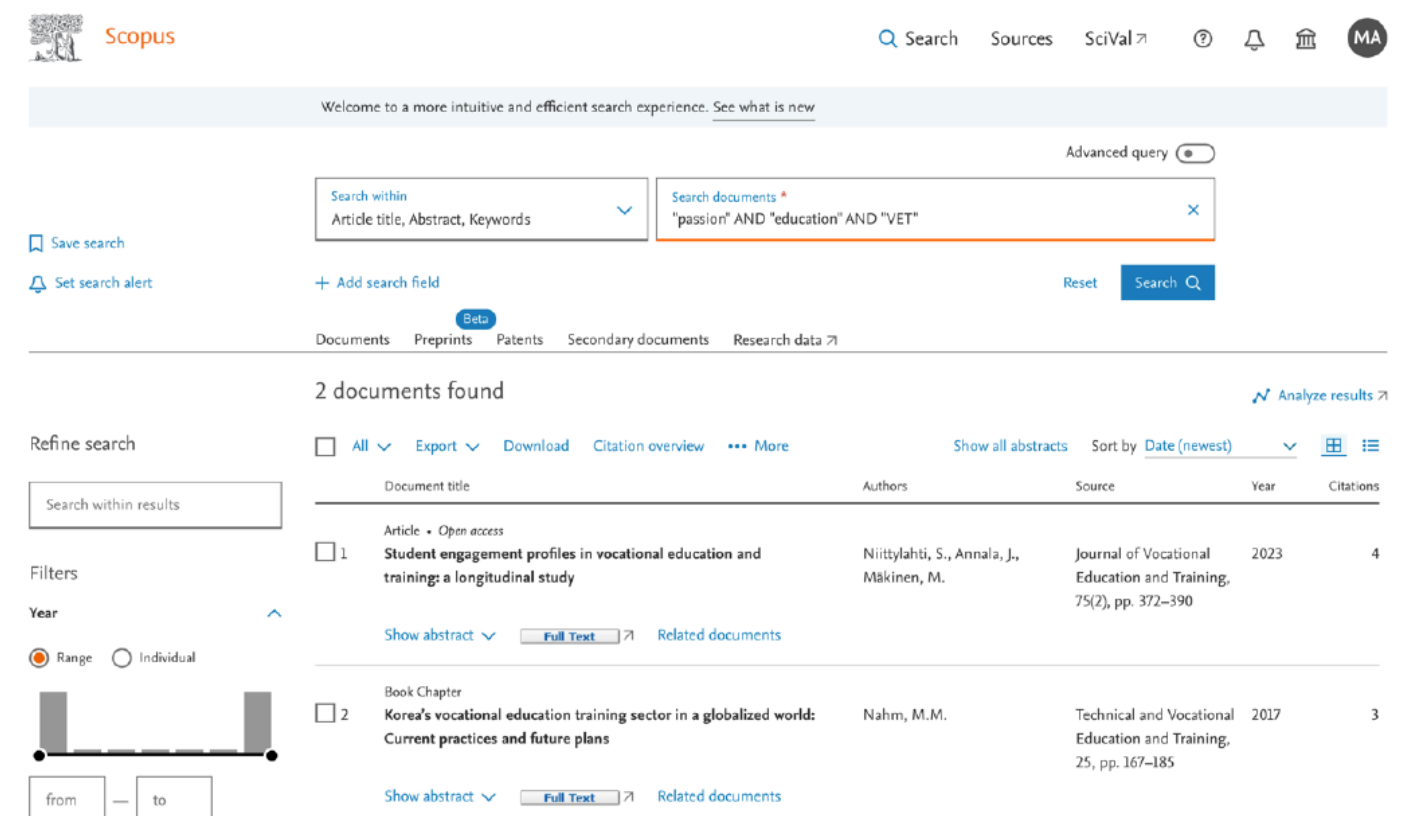 Scopus
Search Sources SciVal
MA
Welcome to a more intuitive and efficient search experience. See what is new
Advanced query
Search within
Article title, Abstract, Keywords
Search documents *
"passion" AND "education" AND "VET"
Save search
Set search alert
+ Add search field
Reset
Search
Beta
Documents Preprints Patents Secondary documents Research data
2 documents found
Analyze results
Refine search
Search within results
Filters
Year
Range
Individual
from — to
All Export Download Citation overview ••• More
Show all abstracts Sort by Date (newest)
Document title Authors Source Year Citations
Article • Open access
1 Student engagement profiles in vocational education and
training: a longitudinal study
Niittylahti, S., Annala, J.,
Mäkinen, M.
Journal of Vocational
Education and Training,
75(2), pp. 372–390
2023
4
Show abstract Full Text Related documents
Book Chapter
2 Korea's vocational education training sector in a globalized world:
Current practices and future plans
Nahm, M.M.
Technical and Vocational
Education and Training,
25, pp. 167–185
2017
3
Show abstract Full Text Related documents